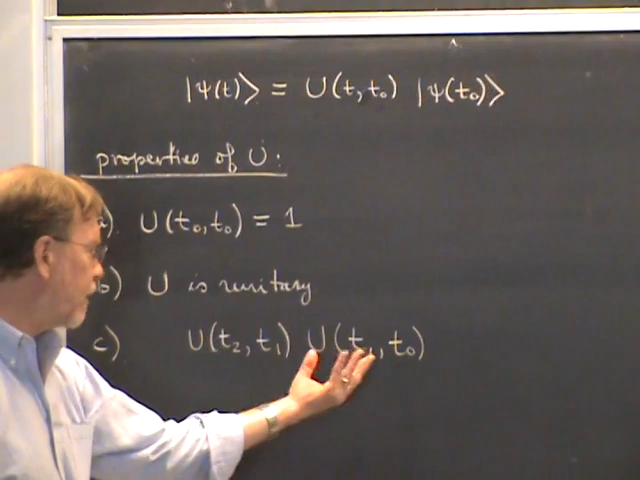 |ψ(t)⟩ = U(t, t₀) |ψ(t₀)⟩
properties of U:
a). U(t₀, t₀) = 1
b) U is unitary
c) U(t₂, t₁) U(t₁, t₀)